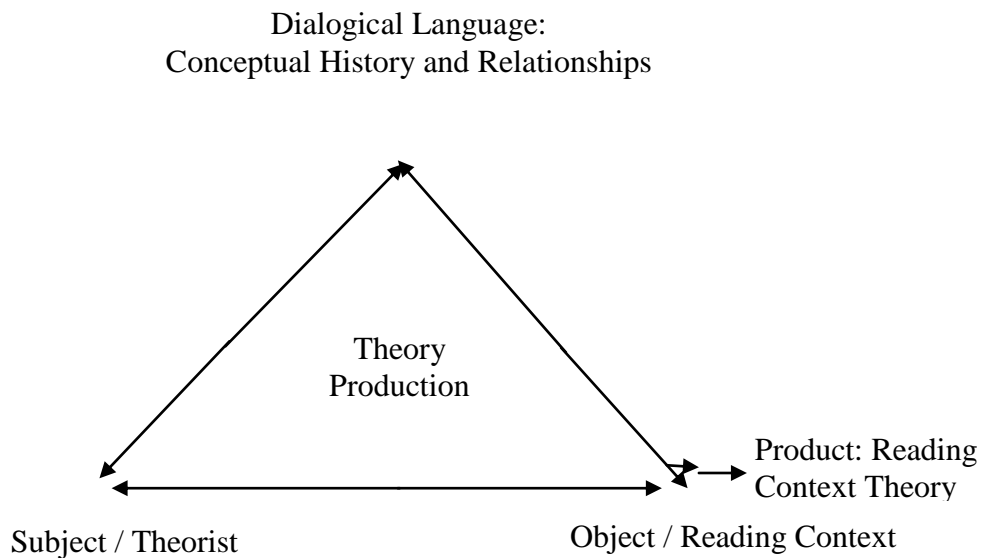 Dialogical Language:
Conceptual History and Relationships
Theory
Production
Product: Reading
Context Theory
Subject / Theorist
Object / Reading Context